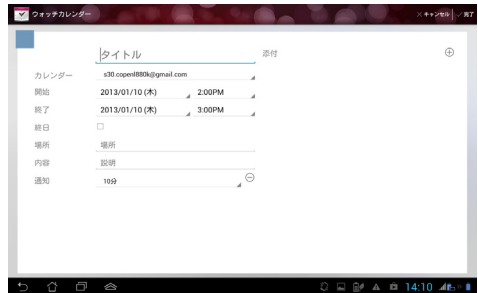 ウォッチカレンダー
×キャンセル ✓完了
タイトル
添付
カレンダー s30.copenl880k@gmail.com
開始 2013/01/10 (木) 2:00PM
終了 2013/01/10 (木) 3:00PM
終日
場所 場所
内容 説明
通知 10分
14:10